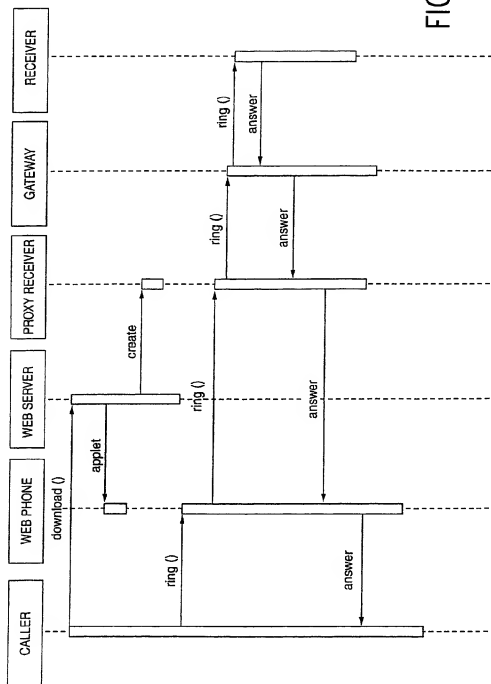 CALLER
WEB PHONE
WEB SERVER
PROXY RECEIVER
GATEWAY
RECEIVER
download ()
applet
create
ring ()
ring ()
ring ()
ring ()
answer
answer
answer
answer
FIG